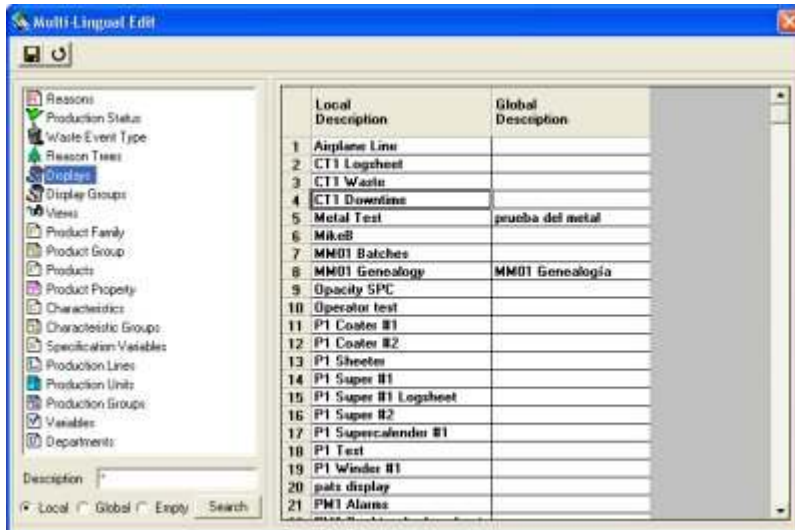 Multi-Lingual Edit
Reasons
Production Status
Waste Event Type
Reason Trees
Displays
Display Groups
Views
Product Family
Product Group
Products
Product Property
Characteristics
Characteristic Groups
Specification Variables
Production Lines
Production Units
Production Groups
Variables
Departments
Description *
Local Global Empty Search
Local Description Global Description
1 Airplane Line
2 CT1 Logsheet
3 CT1 Waste
4 CT1 Downtime
5 Metal Test prueba del metal
6 MikeB
7 MM01 Batches
8 MM01 Genealogy MM01 Genealogía
9 Opacity SPC
10 Operator test
11 P1 Coater #1
12 P1 Coater #2
13 P1 Sheeter
14 P1 Super #1
15 P1 Super #1 Logsheet
16 P1 Super #2
17 P1 Supercalender #1
18 P1 Test
19 P1 Winder #1
20 pats display
21 PM1 Alarms